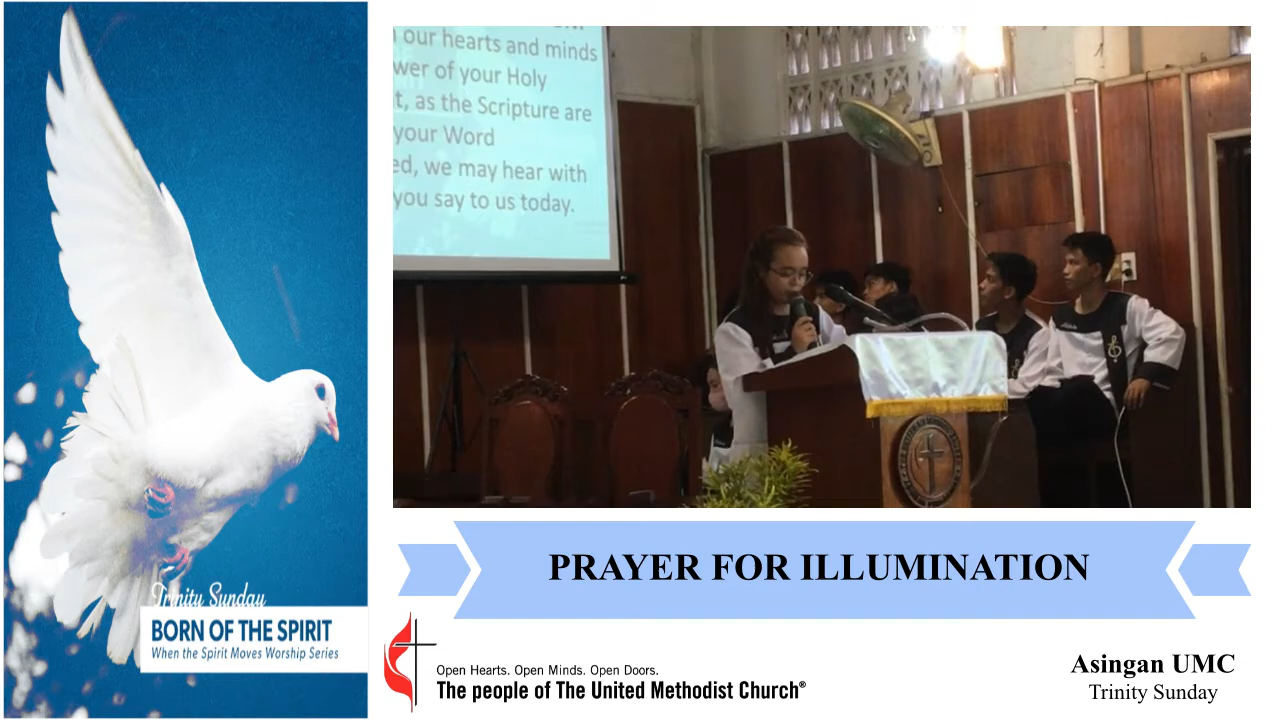 our hearts and minds
wer of your Holy
t, as the Scripture are
your Word
ed, we may hear with
you say to us today.
PRAYER FOR ILLUMINATION
Trinity Sunday
BORN OF THE SPIRIT
When the Spirit Moves Worship Series
Open Hearts. Open Minds. Open Doors.
The people of The United Methodist Church®
Asingan UMC
Trinity Sunday